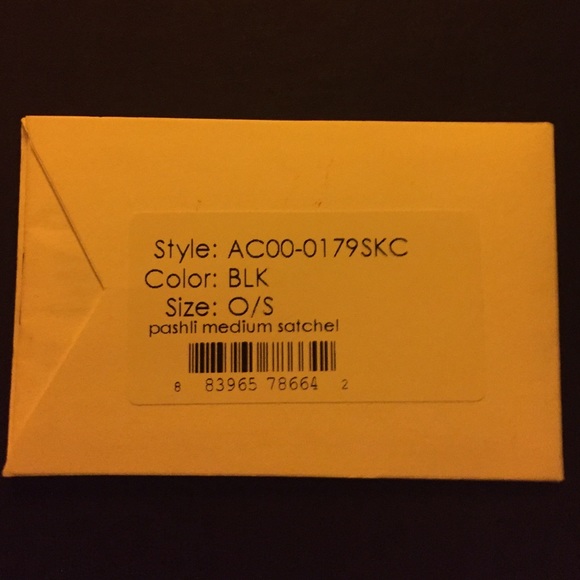 Style: AC00-0179SKC
Color: BLK
Size: O/S
pashli medium satchel
8 83965 78664 2